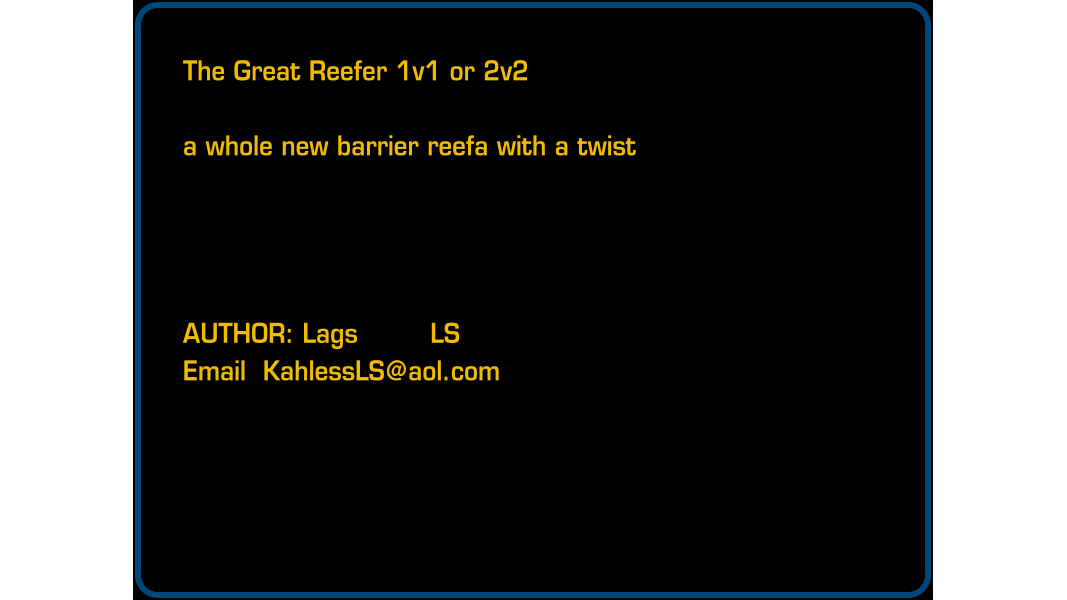 The Great Reefer 1v1 or 2v2
a whole new barrier reefa with a twist
AUTHOR: Lags LS
Email KahlessLS@aol.com